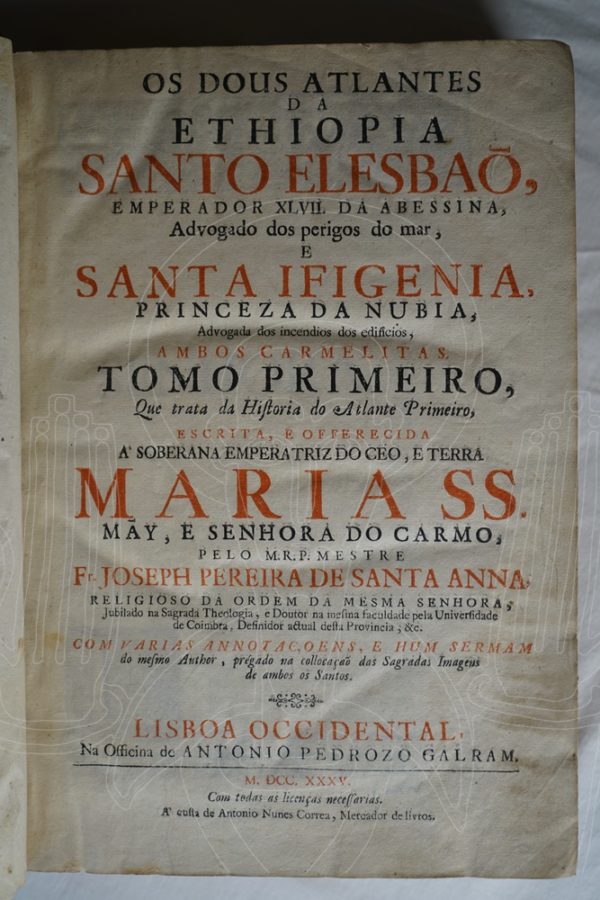 OS DOUS ATLANTES
DA
ETHIOPIA
SANTO ELESBAÕ,
EMPERADOR XLVII. DA ABESSINA,
Advogado dos perigos do mar,
E
SANTA IFIGENIA,
PRINCEZA DA NUBIA,
Advogada dos incendios dos edificios,
AMBOS CARMELITAS.
TOMO PRIMEIRO,
Que trata da Hiſtoria do Atlante Primeiro,
ESCRITA, E OFFERECIDA
A' SOBERANA EMPERATRIZ DO CEO, E TERRA
MARIA SS.
MÃY, E SENHORA DO CARMO,
PELO M.R.P. MESTRE
Fr. JOSEPH PEREIRA DE SANTA ANNA,
RELIGIOSO DA ORDEM DA MESMA SENHORA,
Jubilado na Sagrada Theologia, e Doutor na meſma faculdade pela Univerſidade
de Coimbra, Definidor actual deſta Provincia, &c.
COM VARIAS ANNOTAÇOENS, E HUM SERMAM
do meſmo Author, prégado na collocaçaõ das Sagradas Imagens
de ambos os Santos.
LISBOA OCCIDENTAL,
Na Officina de ANTONIO PEDROZO GALRAM.
M. DCC. XXXV.
Com todas as licenças neceſſarias.
A' cuſta de Antonio Nunes Correa, Mercador de livros.